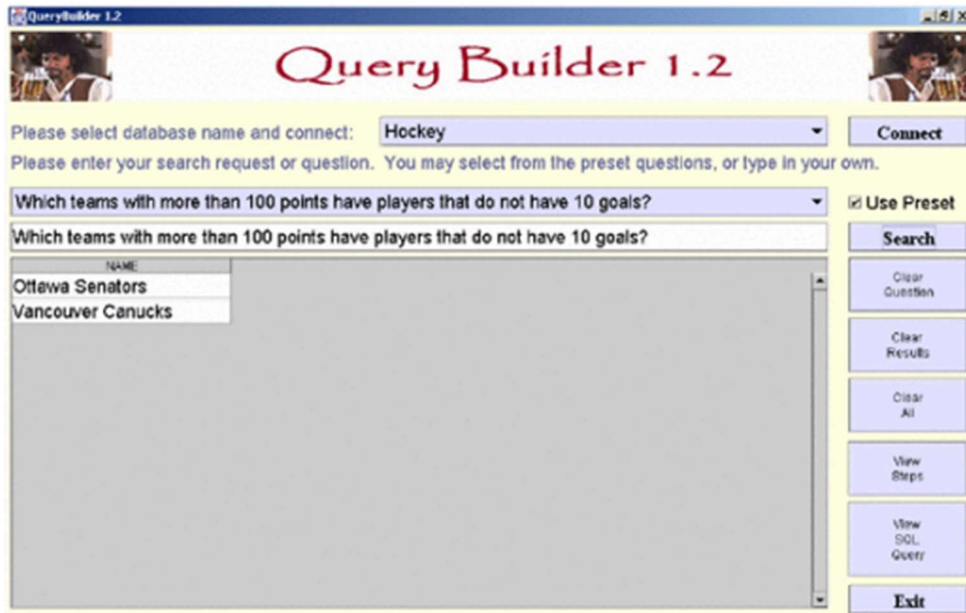 QueryBuilder 1.2
Query Builder 1.2
Please select database name and connect:
Hockey
Connect
Please enter your search request or question. You may select from the preset questions, or type in your own.
Which teams with more than 100 points have players that do not have 10 goals?
Use Preset
Which teams with more than 100 points have players that do not have 10 goals?
Search
NAME
Ottawa Senators
Vancouver Canucks
Clear
Question
Clear
Results
Clear
All
View
Steps
View
SQL
Query
Exit